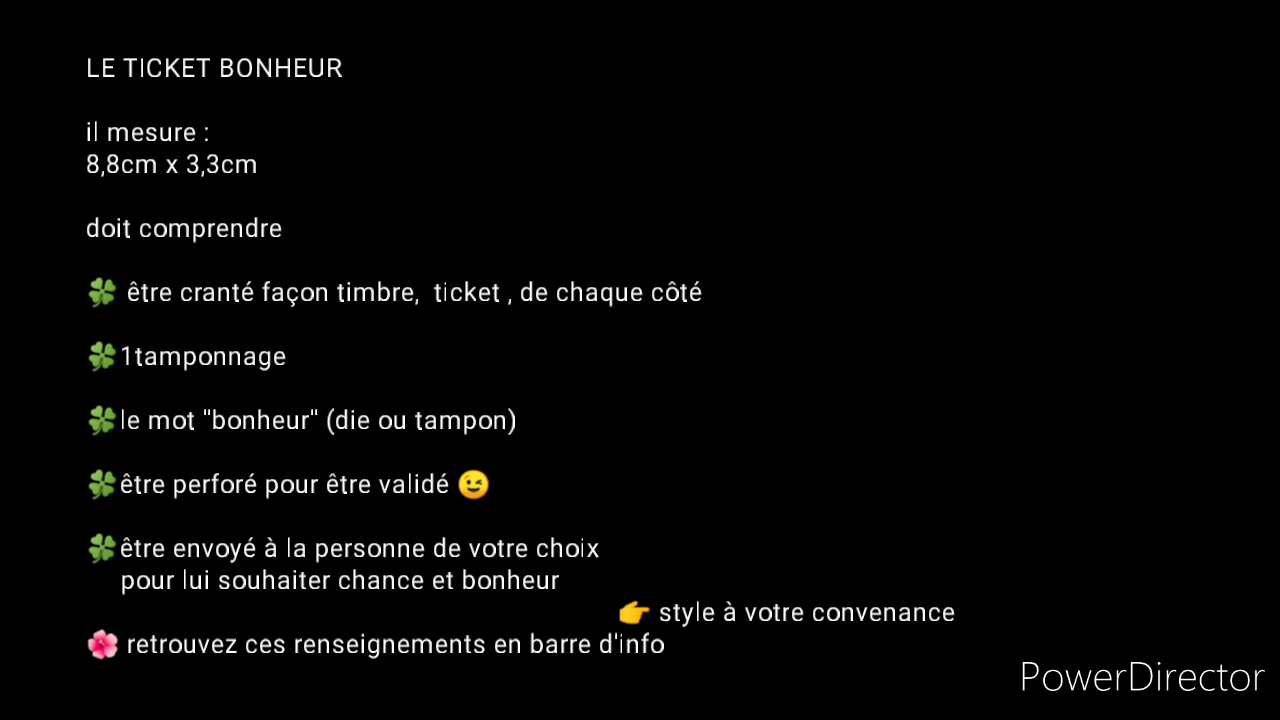 LE TICKET BONHEUR
il mesure :
8,8cm x 3,3cm
doit comprendre
🍀 être cranté façon timbre,  ticket , de chaque côté
🍀1tamponnage
🍀le mot "bonheur" (die ou tampon)
🍀être perforé pour être validé 😉
🍀être envoyé à la personne de votre choix
pour lui souhaiter chance et bonheur
👉 style à votre convenance
🌺 retrouvez ces renseignements en barre d'info
PowerDirector